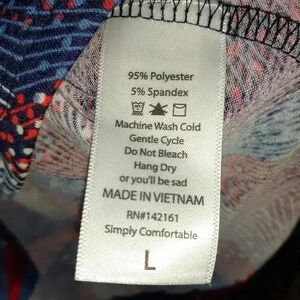 95% Polyester
5% Spandex
Machine Wash Cold
Gentle Cycle
Do Not Bleach
Hang Dry
or you'll be sad
MADE IN VIETNAM
RN#142161
Simply Comfortable
L